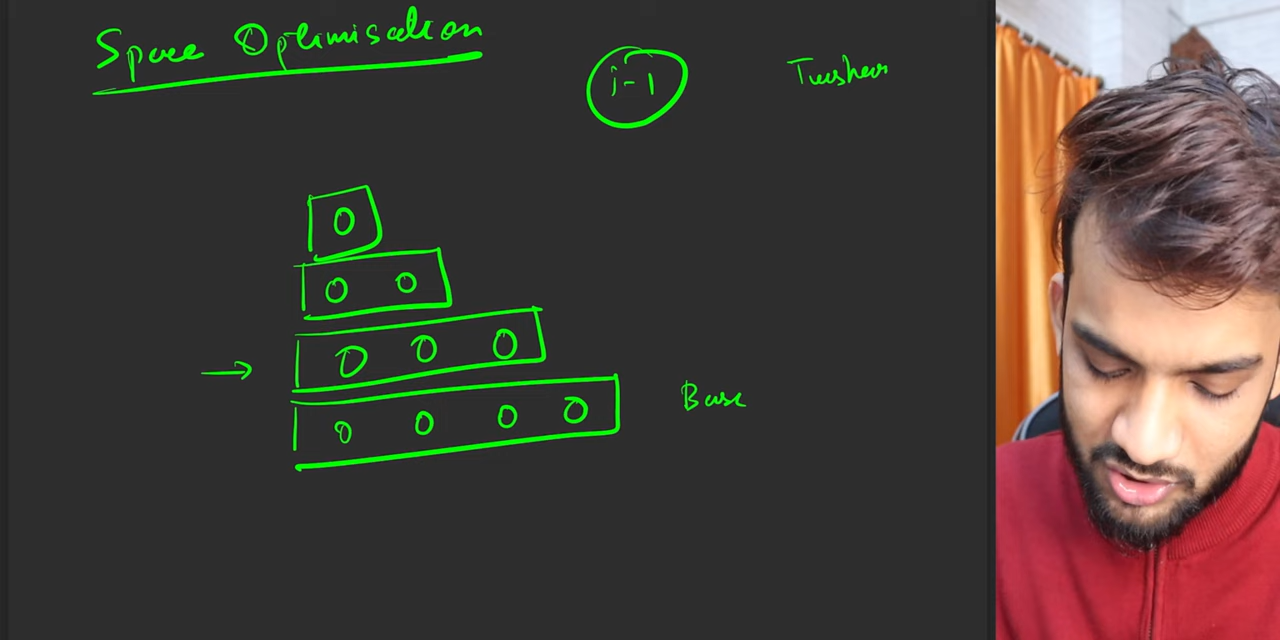 Space Optimisation
i-1
Tushar
0
0 0
→ 0 0 0
0 0 0 0 Base